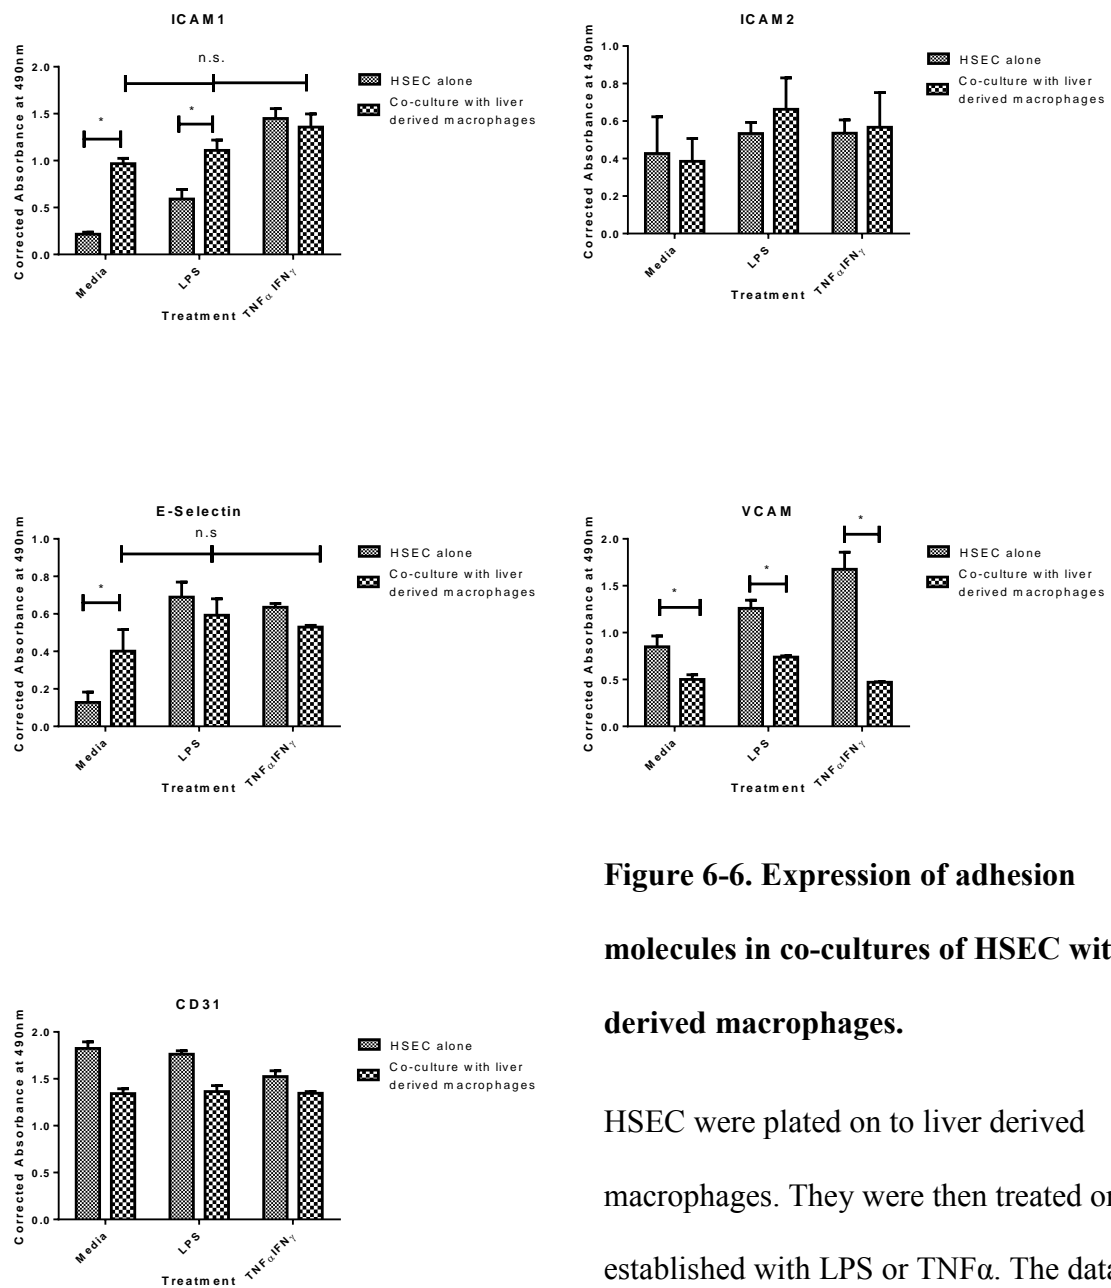 ICAM1
Corrected Absorbance at 490nm
2.0
1.5
1.0
0.5
0.0
n.s.
*
*
Media
LPS
TNFα IFNγ
Treatment
HSEC alone
Co-culture with liver
derived macrophages
ICAM2
Corrected Absorbance at 490nm
1.0
0.8
0.6
0.4
0.2
0.0
Media
LPS
TNFα IFNγ
Treatment
HSEC alone
Co-culture with liver
derived macrophages
E-Selectin
Corrected Absorbance at 490nm
1.0
0.8
0.6
0.4
0.2
0.0
n.s
*
Media
LPS
TNFα IFNγ
Treatment
HSEC alone
Co-culture with liver
derived macrophages
VCAM
Corrected Absorbance at 490nm
2.0
1.5
1.0
0.5
0.0
*
*
*
Media
LPS
TNFα IFNγ
Treatment
HSEC alone
Co-culture with liver
derived macrophages
CD31
Corrected Absorbance at 490nm
2.0
1.5
1.0
0.5
0.0
Media
LPS
TNFα IFNγ
Treatment
HSEC alone
Co-culture with liver
derived macrophages
Figure 6-6. Expression of adhesion
molecules in co-cultures of HSEC wit
derived macrophages.
HSEC were plated on to liver derived
macrophages. They were then treated
established with LPS or TNFα. The data